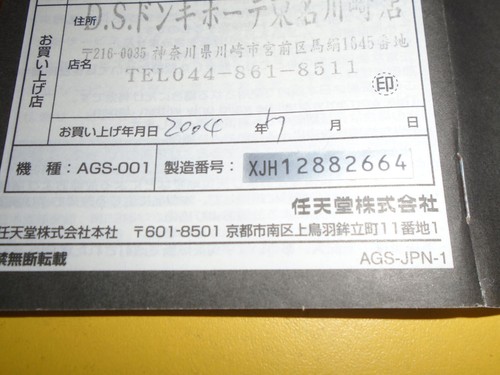 住所 D.S.ドンキホーテ東名川崎店
〒216-0035 神奈川県川崎市宮前区馬絹1645番地
店名
TEL044-861-8511
お買い上げ店
印
お買い上げ年月日 2004 年 7 月 日
機 種：AGS-001 製造番号： XJH12882664
任天堂株式会社
任天堂株式会社本社 〒601-8501 京都市南区上鳥羽鉾立町11番地1
禁無断転載
AGS-JPN-1